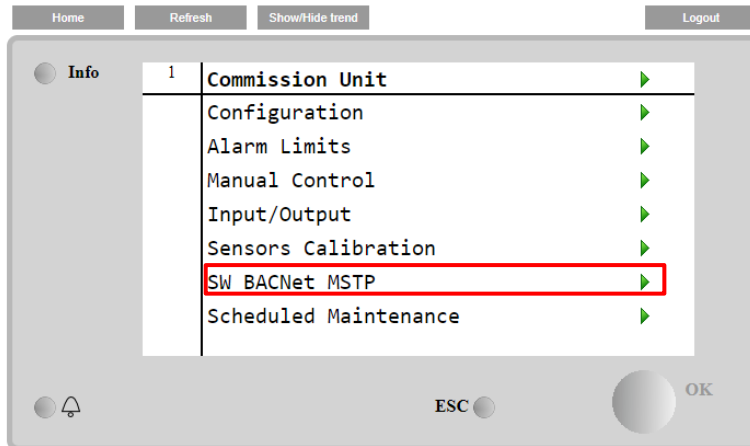 Home Refresh Show/Hide trend Logout
Info
1 Commission Unit
Configuration
Alarm Limits
Manual Control
Input/Output
Sensors Calibration
SW BACNet MSTP
Scheduled Maintenance
ESC OK